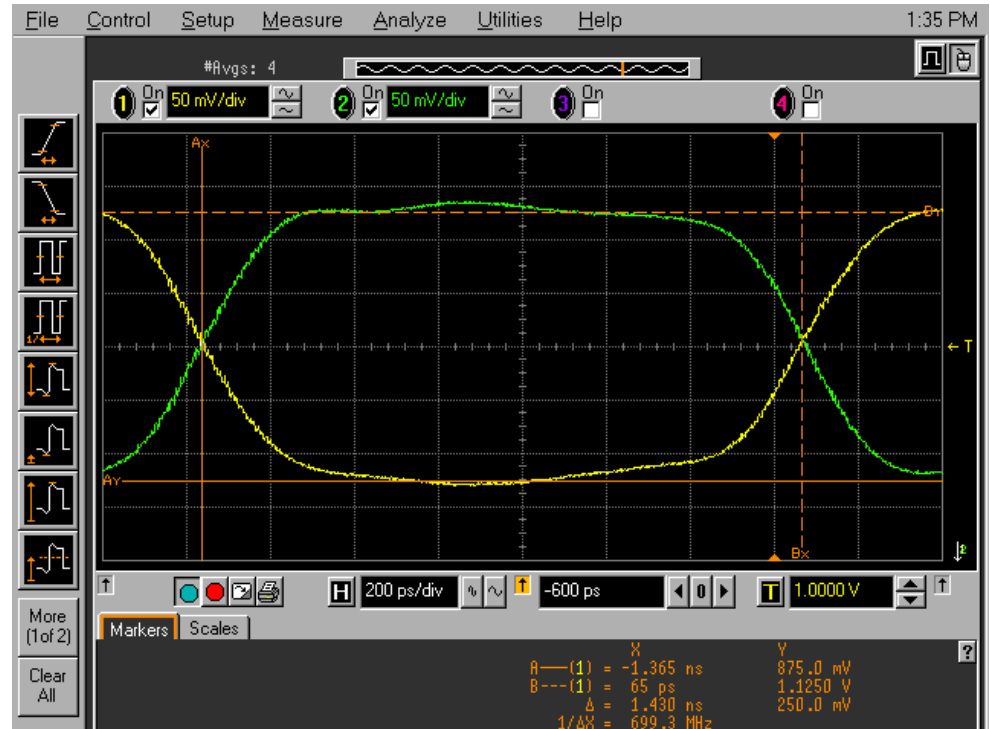 File Control Setup Measure Analyze Utilities Help 1:35 PM
#Avgs: 4
1 On 50 mV/div 2 On 50 mV/div 3 On 4 On
Ax
By
T
Ay
Bx
2
H 200 ps/div -600 ps 0 T 1.0000 V
1/
More
(1of 2)
Clear
All
Markers Scales
?
X Y
A——(1) = -1.365 ns 875.0 mV
B---(1) = 65 ps 1.1250 V
Δ = 1.430 ns 250.0 mV
1/ΔX = 699.3 MHz